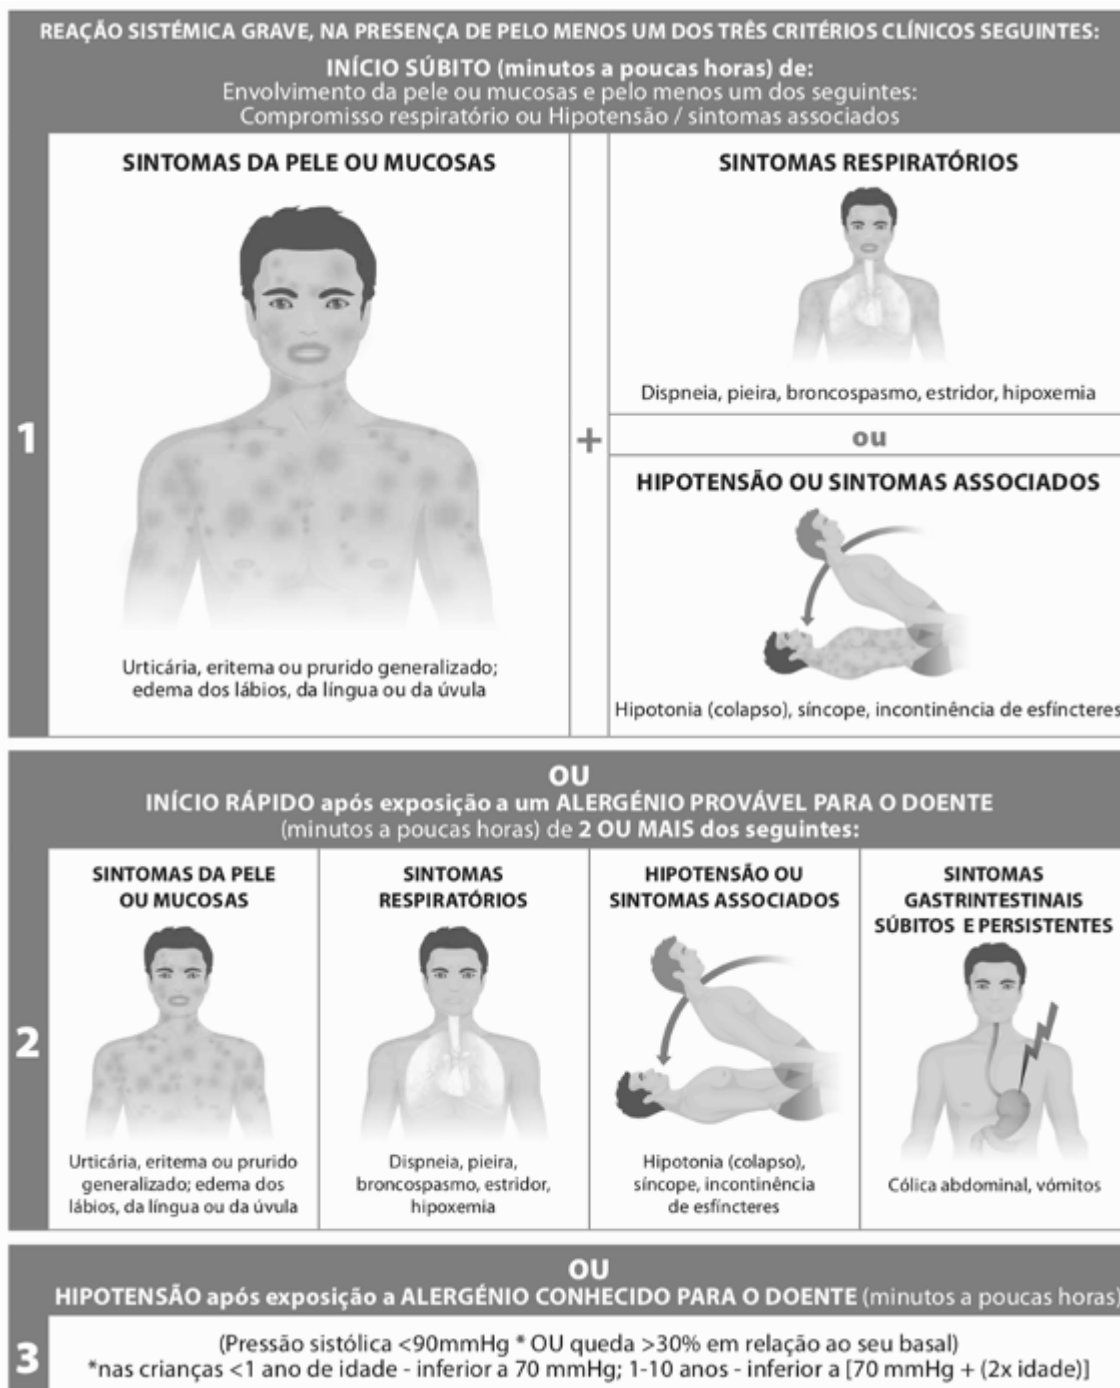 REAÇÃO SISTÉMICA GRAVE, NA PRESENÇA DE PELO MENOS UM DOS TRÊS CRITÉRIOS CLÍNICOS SEGUINTES:
INÍCIO SÚBITO (minutos a poucas horas) de:
Envolvimento da pele ou mucosas e pelo menos um dos seguintes:
Compromisso respiratório ou Hipotensão / sintomas associados
1
SINTOMAS DA PELE OU MUCOSAS
Urticária, eritema ou prurido generalizado;
edema dos lábios, da língua ou da úvula
+
SINTOMAS RESPIRATÓRIOS
Dispneia, pieira, broncospasmo, estridor, hipoxemia
ou
HIPOTENSÃO OU SINTOMAS ASSOCIADOS
Hipotonia (colapso), síncope, incontinência de esfíncteres
OU
INÍCIO RÁPIDO após exposição a um ALERGÉNIO PROVÁVEL PARA O DOENTE
(minutos a poucas horas) de 2 OU MAIS dos seguintes:
2
SINTOMAS DA PELE
OU MUCOSAS
Urticária, eritema ou prurido
generalizado; edema dos
lábios, da língua ou da úvula
SINTOMAS
RESPIRATÓRIOS
Dispneia, pieira,
broncospasmo, estridor,
hipoxemia
HIPOTENSÃO OU
SINTOMAS ASSOCIADOS
Hipotonia (colapso),
síncope, incontinência
de esfíncteres
SINTOMAS
GASTRINTESTINAIS
SÚBITOS E PERSISTENTES
Cólica abdominal, vómitos
OU
HIPOTENSÃO após exposição a ALERGÉNIO CONHECIDO PARA O DOENTE (minutos a poucas horas)
3
(Pressão sistólica <90mmHg * OU queda >30% em relação ao seu basal)
*nas crianças <1 ano de idade - inferior a 70 mmHg; 1-10 anos - inferior a [70 mmHg + (2x idade)]